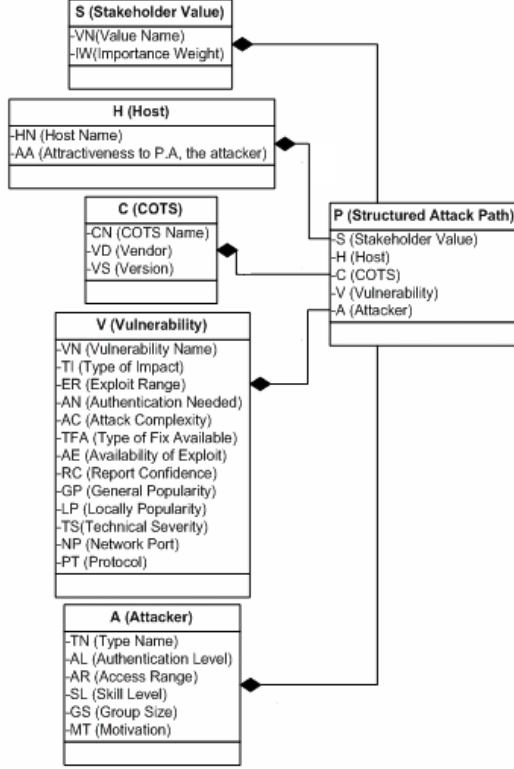 S (Stakeholder Value)
-VN(Value Name)
-IW(Importance Weight)
H (Host)
-HN (Host Name)
-AA (Attractiveness to P.A, the attacker)
C (COTS)
-CN (COTS Name)
-VD (Vendor)
-VS (Version)
P (Structured Attack Path)
-S (Stakeholder Value)
-H (Host)
-C (COTS)
-V (Vulnerability)
-A (Attacker)
V (Vulnerability)
-VN (Vulnerability Name)
-TI (Type of Impact)
-ER (Exploit Range)
-AN (Authentication Needed)
-AC (Attack Complexity)
-TFA (Type of Fix Available)
-AE (Availability of Exploit)
-RC (Report Confidence)
-GP (General Popularity)
-LP (Locally Popularity)
-TS(Technical Severity)
-NP (Network Port)
-PT (Protocol)
A (Attacker)
-TN (Type Name)
-AL (Authentication Level)
-AR (Access Range)
-SL (Skill Level)
-GS (Group Size)
-MT (Motivation)